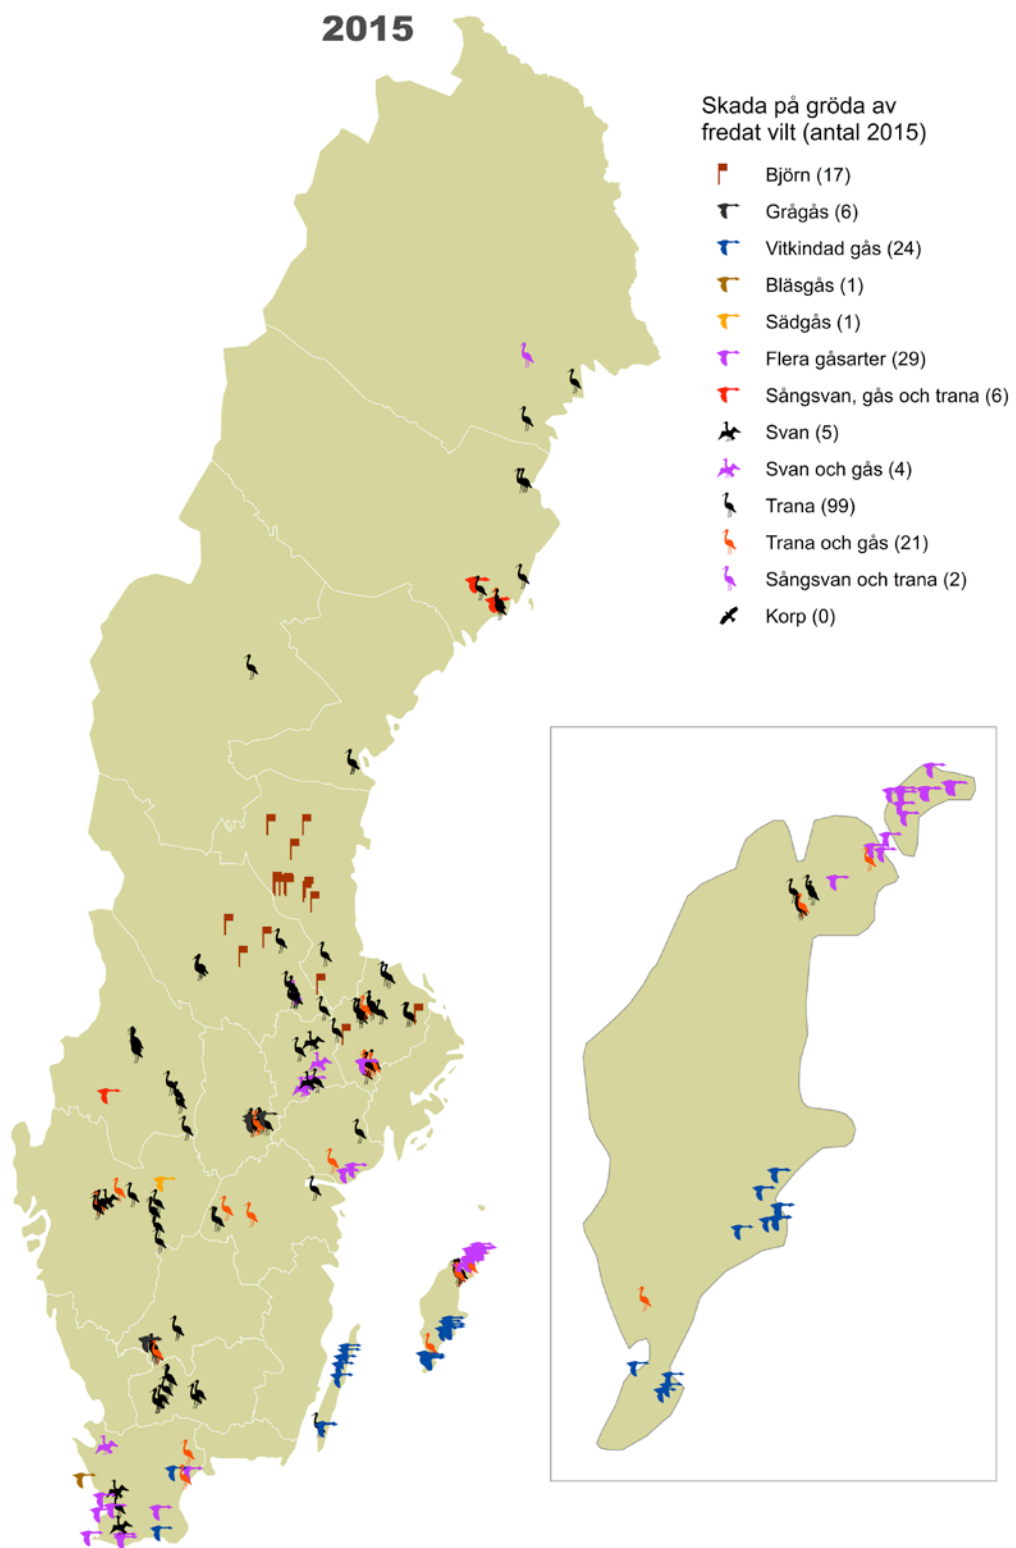 2015
Skada på gröda av
fredat vilt (antal 2015)
Björn (17)
Grågås (6)
Vitkindad gås (24)
Bläsgås (1)
Sädgås (1)
Flera gåsarter (29)
Sångsvan, gås och trana (6)
Svan (5)
Svan och gås (4)
Trana (99)
Trana och gås (21)
Sångsvan och trana (2)
Korp (0)